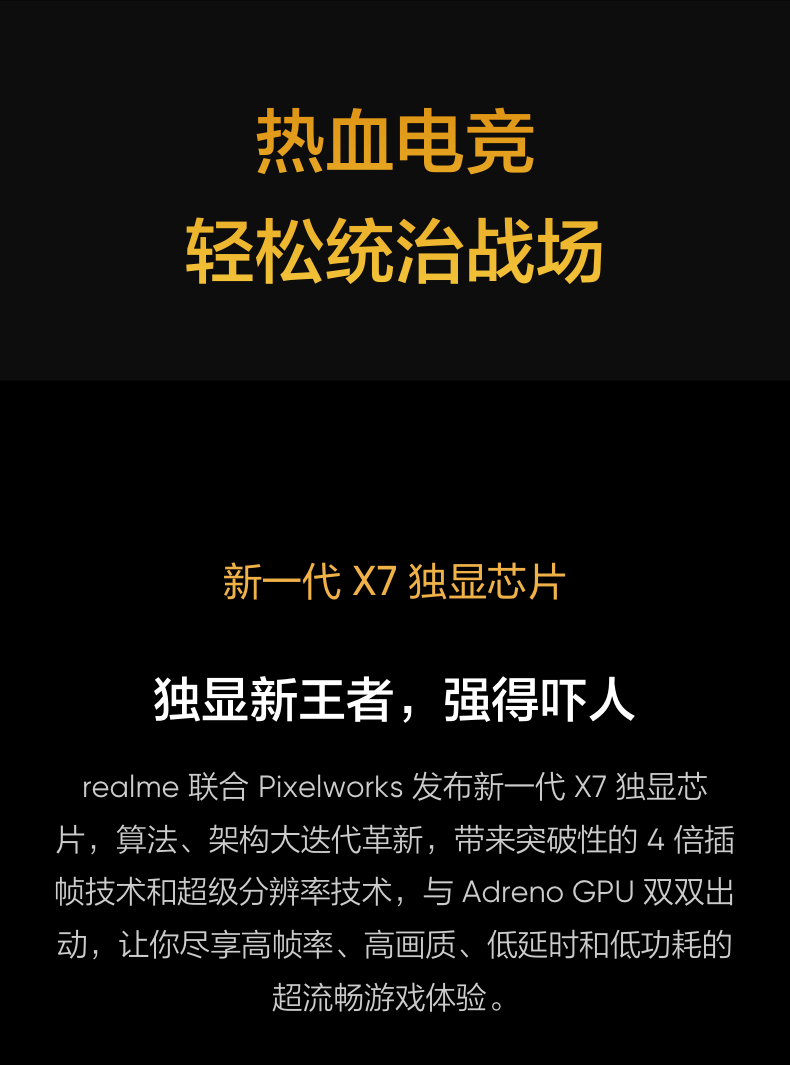 热血电竞
轻松统治战场
新一代 X7 独显芯片
独显新王者，强得吓人
realme 联合 Pixelworks 发布新一代 X7 独显芯
片，算法、架构大迭代革新，带来突破性的 4 倍插
帧技术和超级分辨率技术，与 Adreno GPU 双双出
动，让你尽享高帧率、高画质、低延时和低功耗的
超流畅游戏体验。